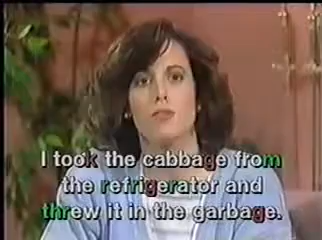 I took the cabbage from
the refrigerator and
threw it in the garbage.